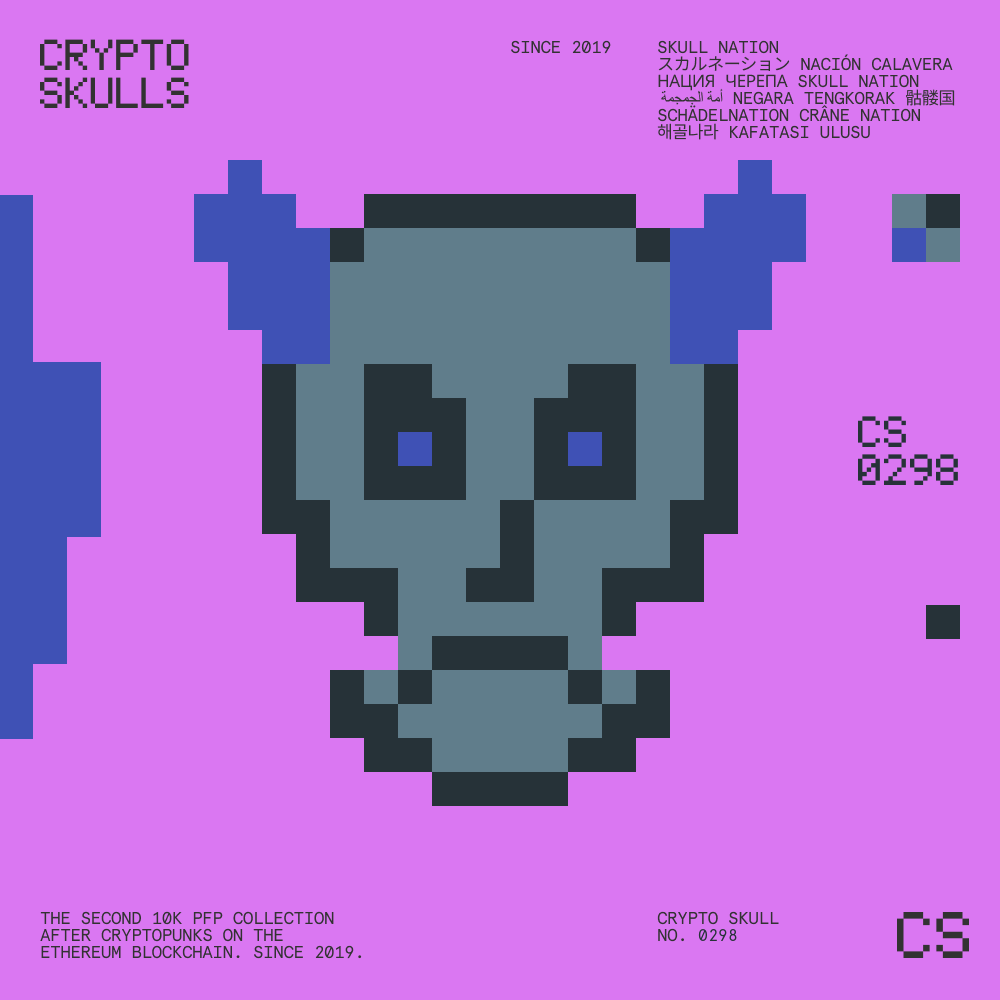 CRYPTO
SKULLS
SINCE 2019
SKULL NATION
スカルネーション NACIÓN CALAVERA
НАЦИЯ ЧЕРЕПА SKULL NATION
أمة الجمجمة NEGARA TENGKORAK 骷髅国
SCHÄDELNATION CRÂNE NATION
해골나라 KAFATASI ULUSU
CS
0298
THE SECOND 10K PFP COLLECTION
AFTER CRYPTOPUNKS ON THE
ETHEREUM BLOCKCHAIN. SINCE 2019.
CRYPTO SKULL
NO. 0298
CS